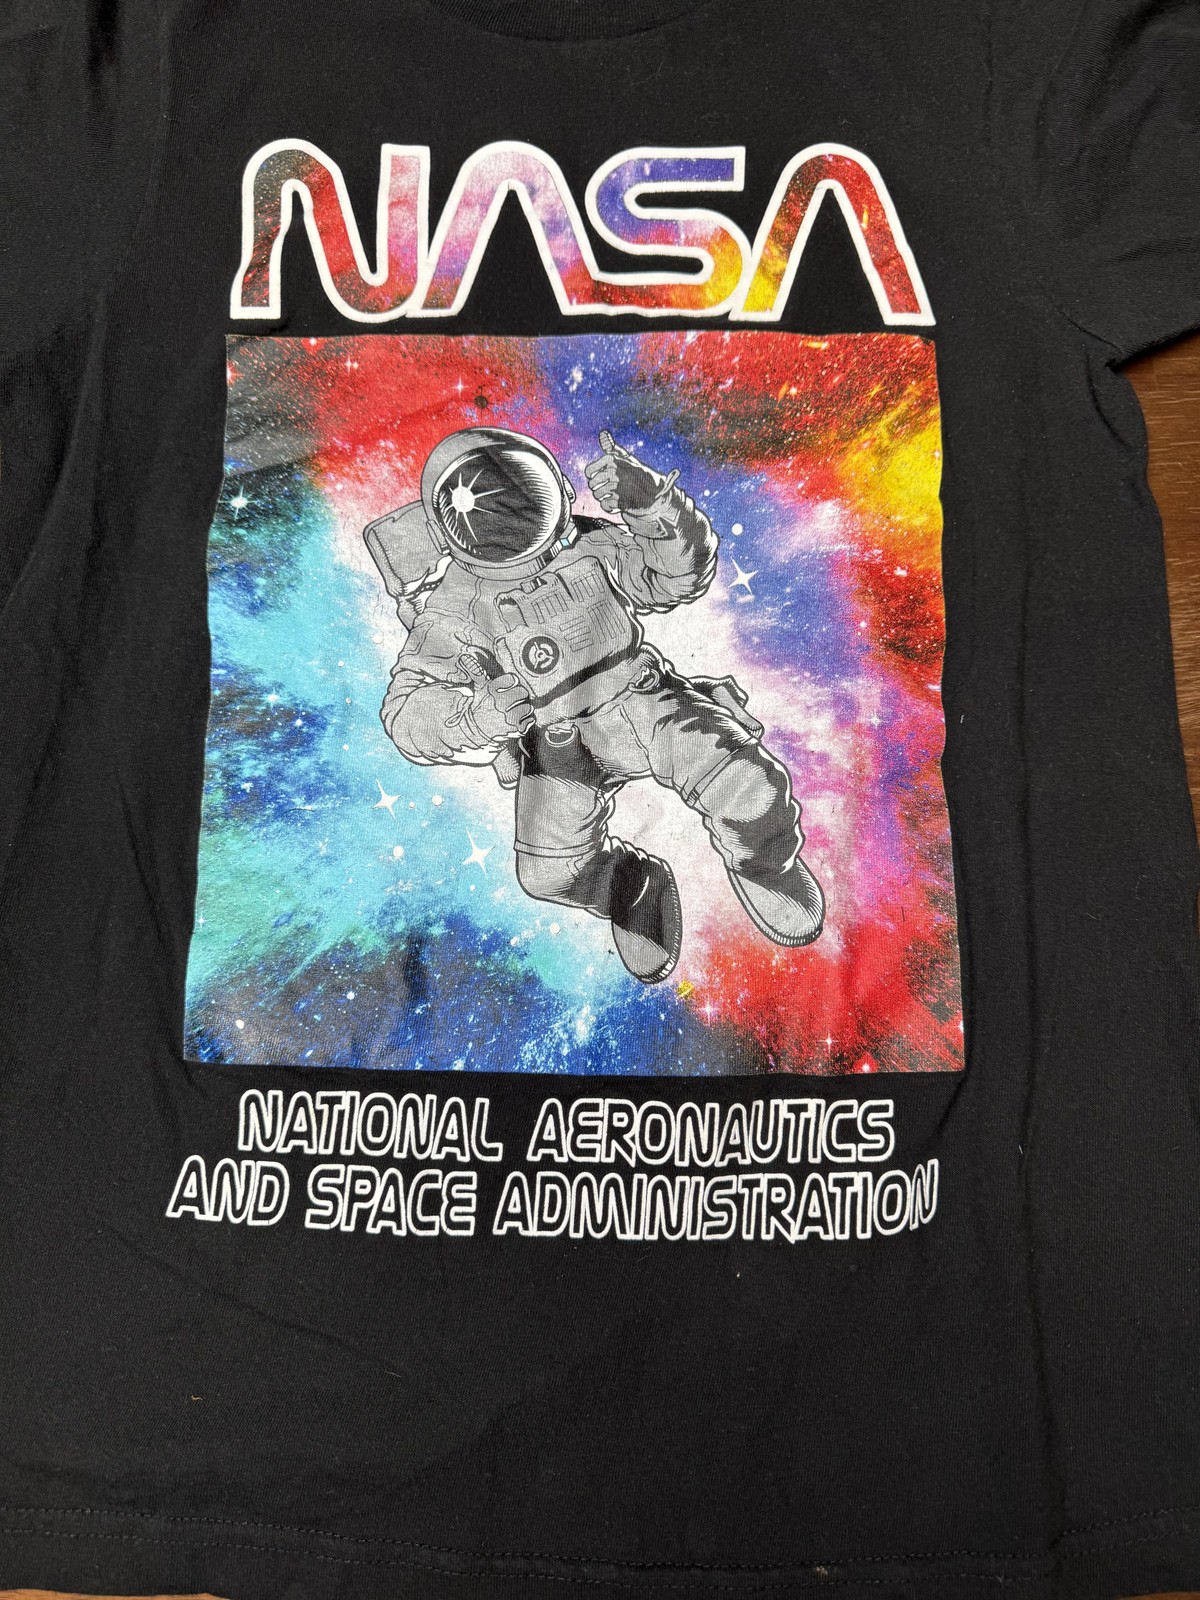 NASA
NATIONAL AERONAUTICS
AND SPACE ADMINISTRATION